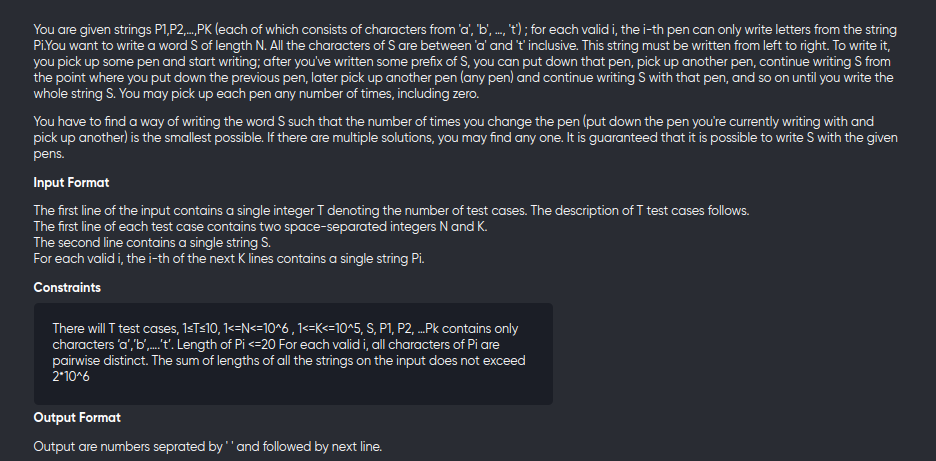 You are given strings P1,P2,...,PK (each of which consists of characters from 'a', 'b', ..., 't') ; for each valid i, the i-th pen can only write letters from the string
Pi.You want to write a word S of length N. All the characters of S are between 'a' and 't' inclusive. This string must be written from left to right. To write it,
you pick up some pen and start writing; after you've written some prefix of S, you can put down that pen, pick up another pen, continue writing S from
the point where you put down the previous pen, later pick up another pen (any pen) and continue writing S with that pen, and so on until you write the
whole string S. You may pick up each pen any number of times, including zero.
You have to find a way of writing the word S such that the number of times you change the pen (put down the pen you're currently writing with and
pick up another) is the smallest possible. If there are multiple solutions, you may find any one. It is guaranteed that it is possible to write S with the given
pens.
Input Format
The first line of the input contains a single integer T denoting the number of test cases. The description of T test cases follows.
The first line of each test case contains two space-separated integers N and K.
The second line contains a single string S.
For each valid i, the i-th of the next K lines contains a single string Pi.
Constraints
There will T test cases, 1≤T≤10, 1<=N<=10^6 , 1<=K<=10^5, S, P1, P2, ...Pk contains only
characters 'a','b',....'t'. Length of Pi <=20 For each valid i, all characters of Pi are
pairwise distinct. The sum of lengths of all the strings on the input does not exceed
2*10^6
Output Format
Output are numbers seprated by ' ' and followed by next line.